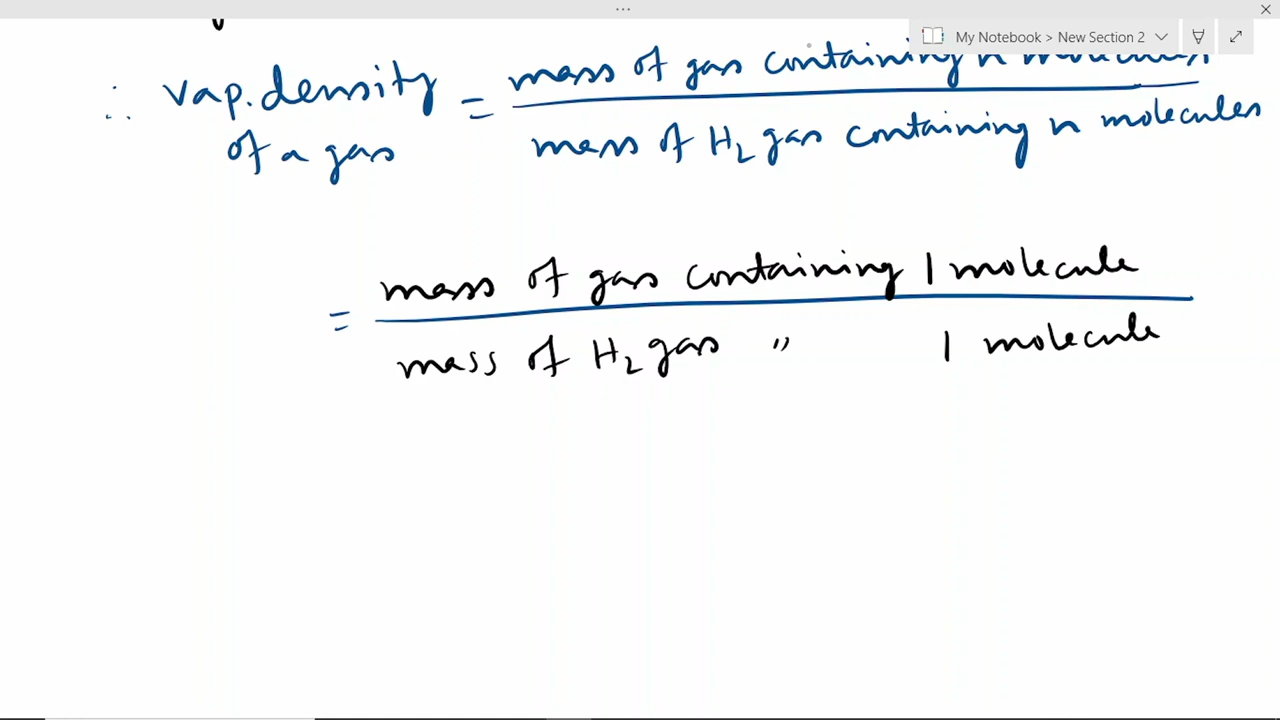 ...
My Notebook > New Section 2
∴ vap. density of a gas = mass of gas containing n molecules / mass of H₂ gas containing n molecules
= mass of gas containing 1 molecule / mass of H₂ gas " 1 molecule